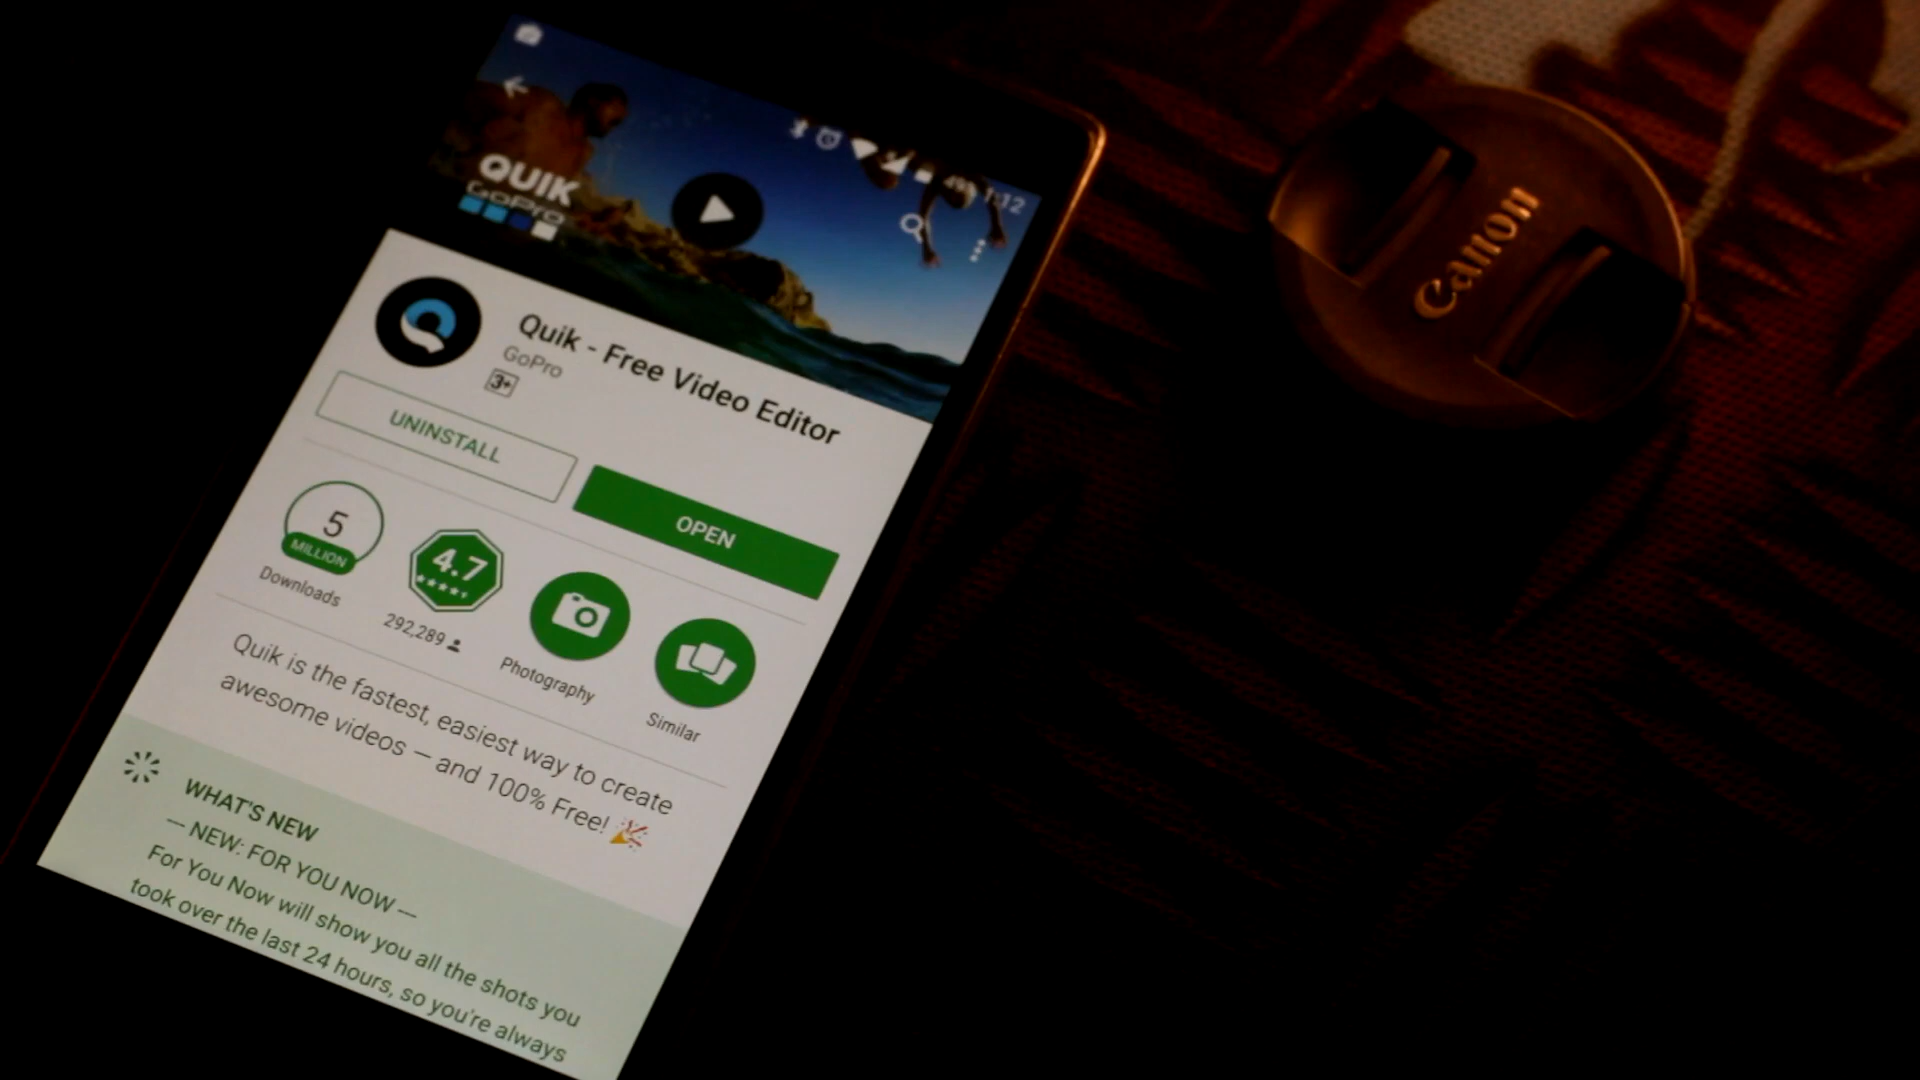 49% 1:12
QUIK
GoPro
Canon
Quik - Free Video Editor
GoPro
3+
UNINSTALL
OPEN
5
MILLION
Downloads
4.7
292,289
Photography
Similar
Quik is the fastest, easiest way to create
awesome videos — and 100% Free! 🎉
WHAT'S NEW
— NEW: FOR YOU NOW —
For You Now will show you all the shots you
took over the last 24 hours, so you're always